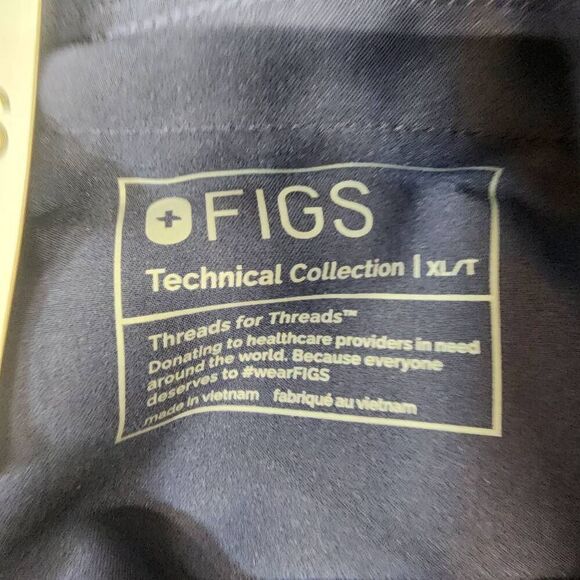 FIGS
Technical Collection | XL/T
Threads for Threads™
Donating to healthcare providers in need
around the world. Because everyone
deserves to #wearFIGS
made in vietnam fabriqué au vietnam